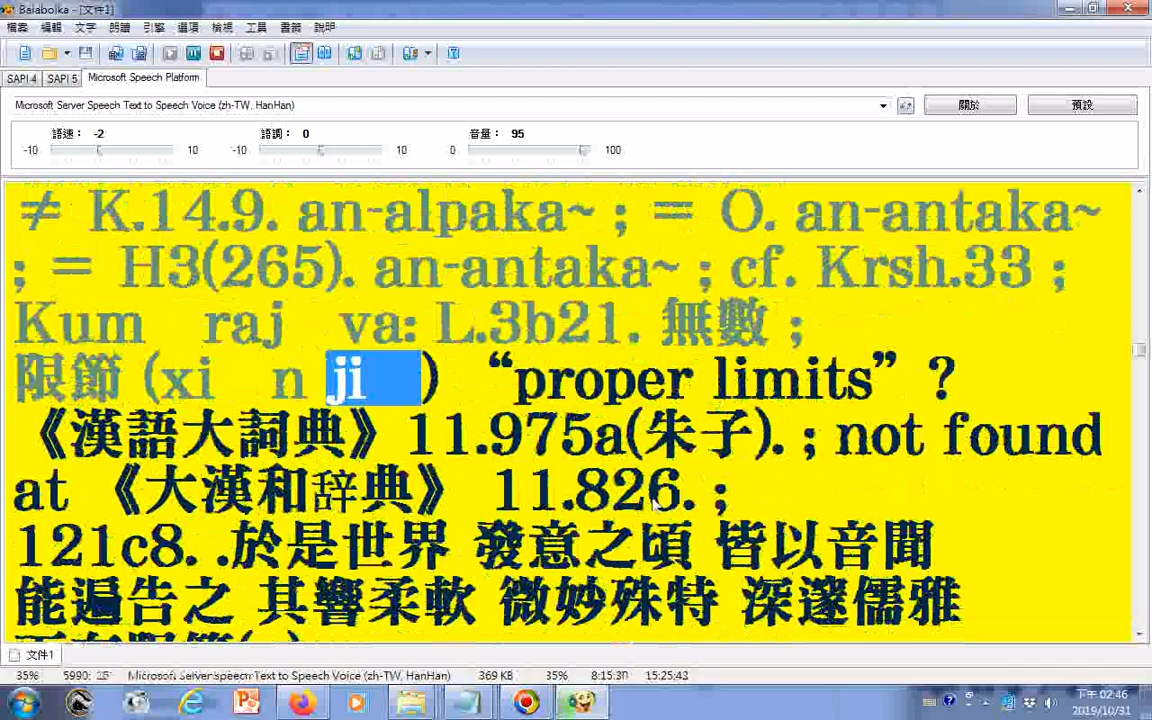 Balabolka - [文件1]
檔案 編輯 文字 朗讀 引擎 選項 檢視 工具 書籤 說明
SAPI 4 SAPI 5 Microsoft Speech Platform
Microsoft Server Speech Text to Speech Voice (zh-TW, HanHan) 關於 預設
語速： -2 語調： 0 音量： 95
-10 10 -10 10 0 100
≠ K.14.9. an-alpaka~ ; = O. an-antaka~
; = H3(265). an-antaka~ ; cf. Krsh.33 ;
Kum raj va: L.3b21. 無數 ;
限節 (xi n ji ) “proper limits” ?
《漢語大詞典》 11.975a(朱子). ; not found
at 《大漢和辞典》 11.826. ;
121c8. .於是世界 發意之頃 皆以音聞
能遍告之 其響柔軟 微妙殊特 深邃儒雅
文件1
35% Microsoft Server Speech Text to Speech Voice (zh-TW, HanHan) 369 KB 35% 8:15:30 15:25:43
下午 02:46
2019/10/31